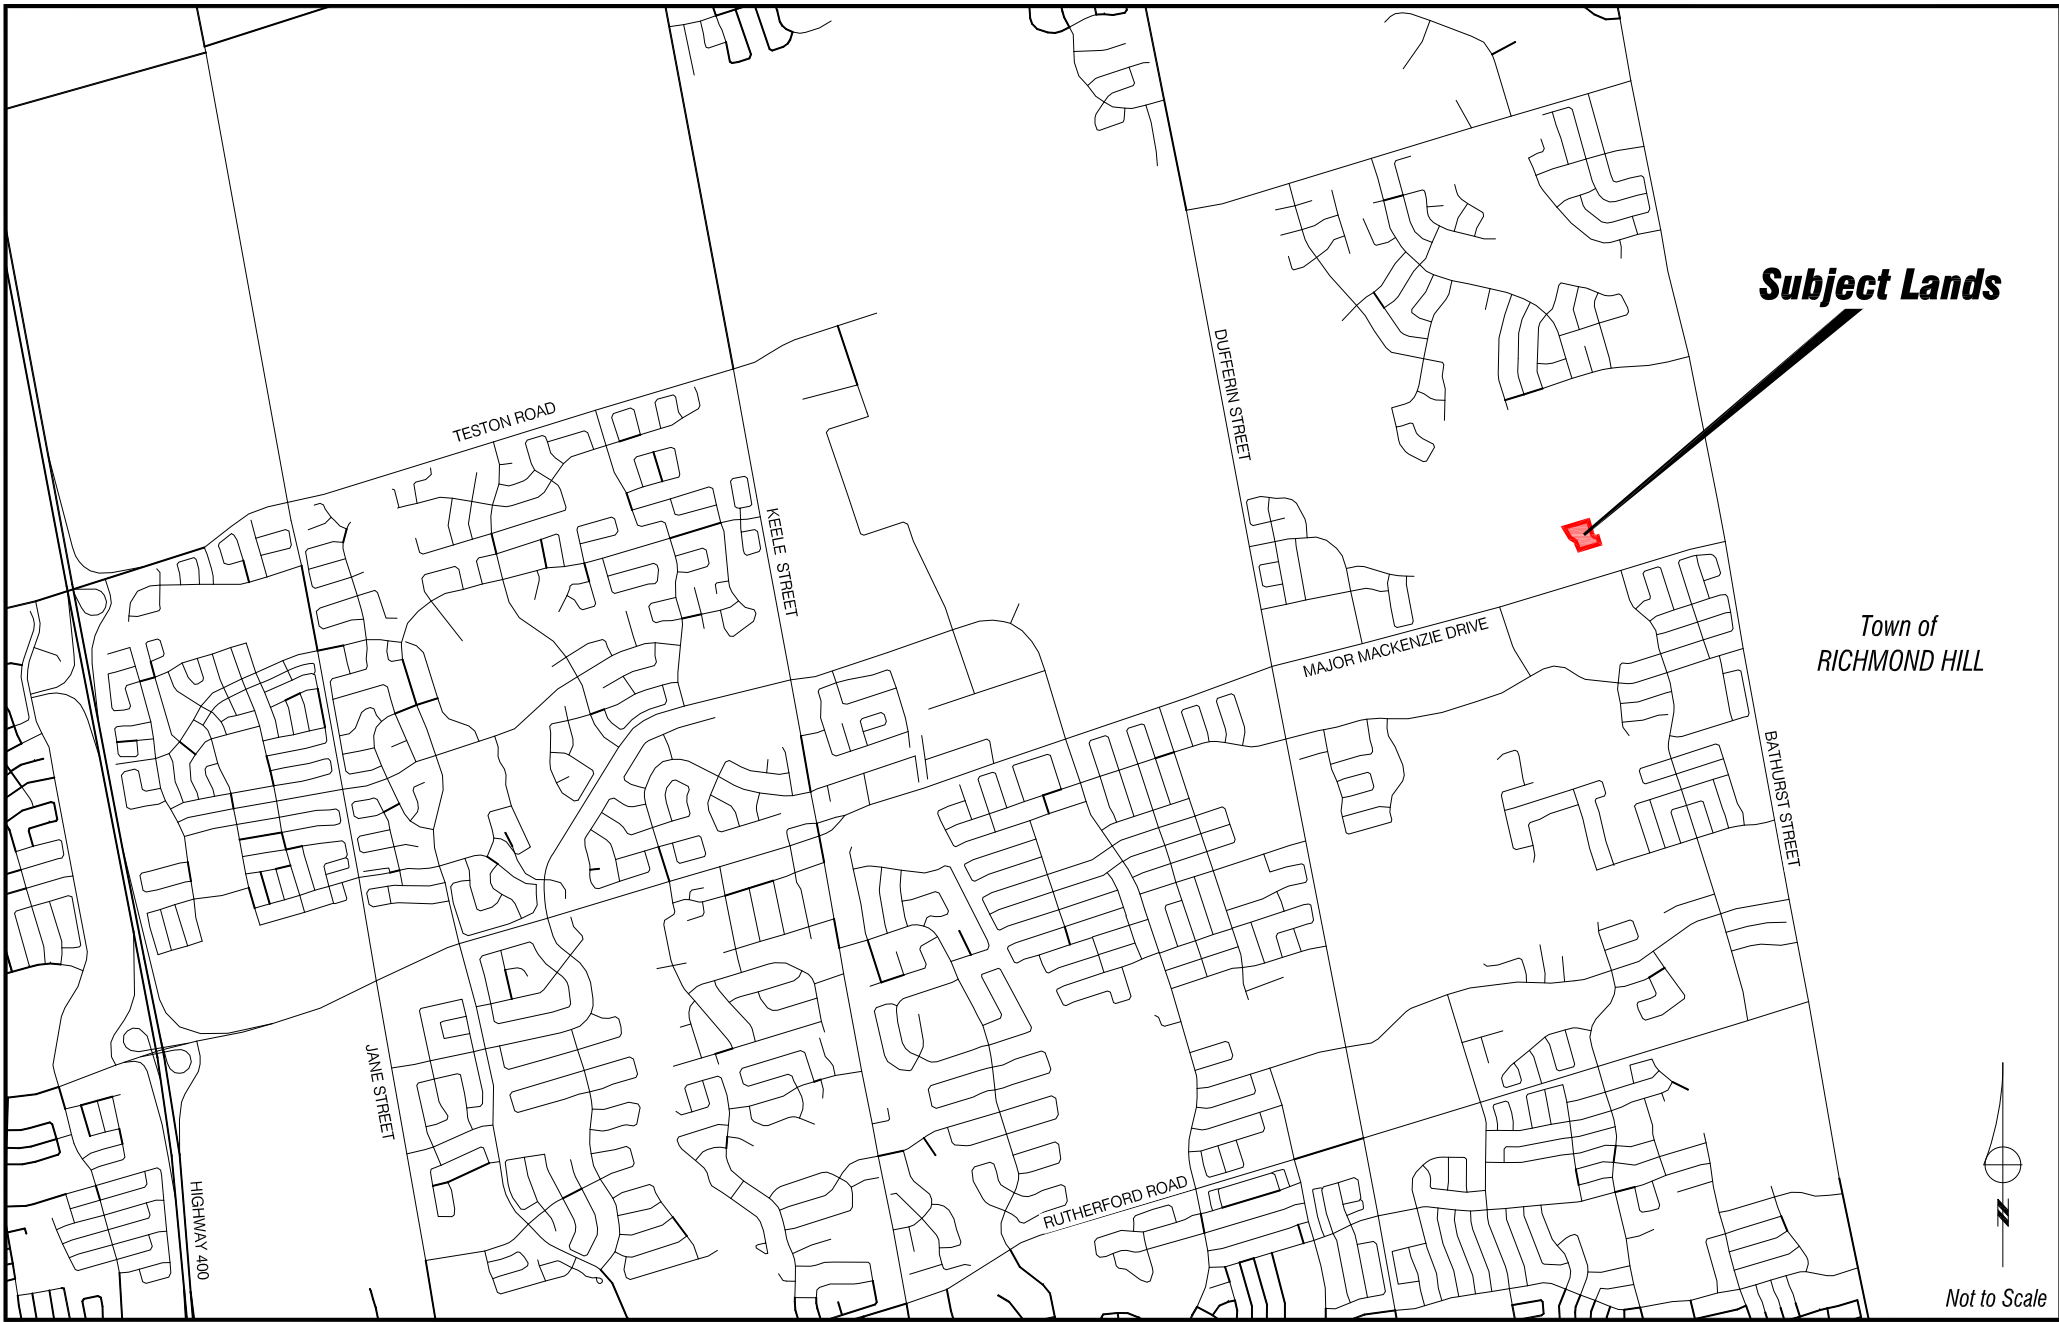 Subject Lands
DUFFERIN STREET
TESTON ROAD
KEELE STREET
Town of
RICHMOND HILL
MAJOR MACKENZIE DRIVE
BATHURST STREET
JANE STREET
HIGHWAY 400
RUTHERFORD ROAD
N
Not to Scale